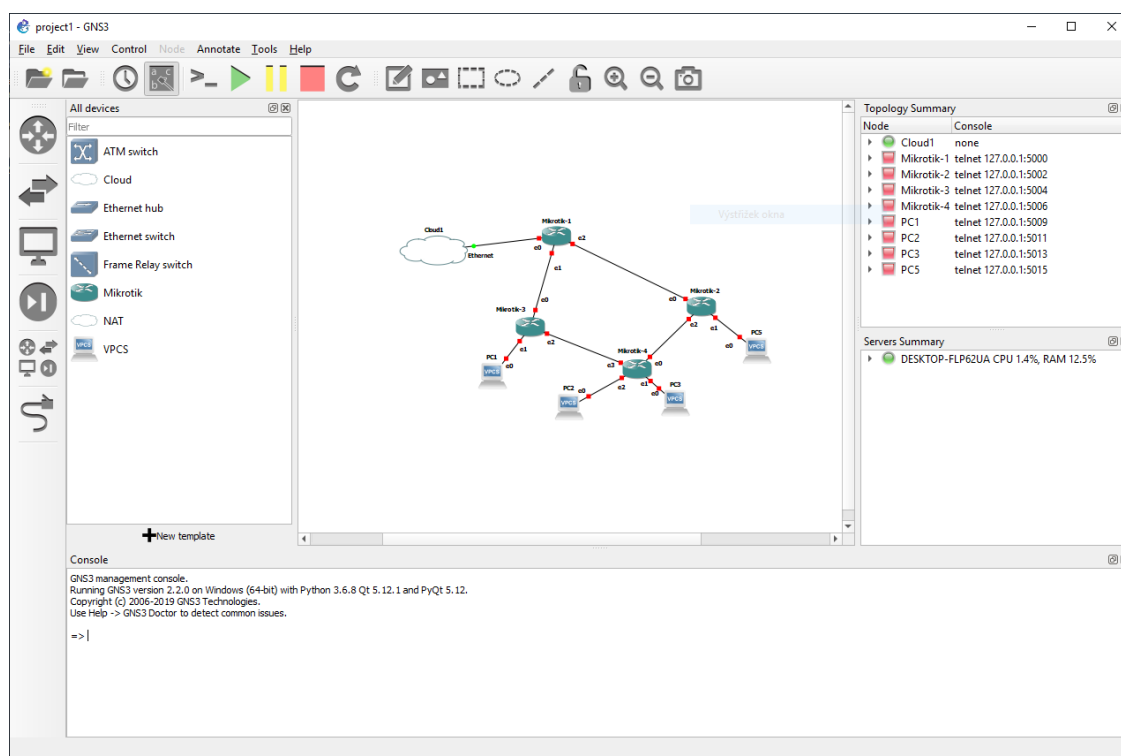 project1 - GNS3
File Edit View Control Node Annotate Tools Help
All devices
Filter
ATM switch
Cloud
Ethernet hub
Ethernet switch
Frame Relay switch
Mikrotik
NAT
VPCS
New template
Cloud1
Ethernet
Mikrotik-1
e0
e2
e1
e0
Mikrotik-3
e1
e2
Mikrotik-2
e0
e2
e1
PC5
e0
VPCS
PC1
e0
VPCS
Mikrotik-4
e3
e0
e2
e1
PC2
e0
VPCS
PC3
e0
VPCS
Výstřižek okna
Topology Summary
Node Console
Cloud1 none
Mikrotik-1 telnet 127.0.0.1:5000
Mikrotik-2 telnet 127.0.0.1:5002
Mikrotik-3 telnet 127.0.0.1:5004
Mikrotik-4 telnet 127.0.0.1:5006
PC1 telnet 127.0.0.1:5009
PC2 telnet 127.0.0.1:5011
PC3 telnet 127.0.0.1:5013
PC5 telnet 127.0.0.1:5015
Servers Summary
DESKTOP-FLP62UA CPU 1.4%, RAM 12.5%
Console
GNS3 management console.
Running GNS3 version 2.2.0 on Windows (64-bit) with Python 3.6.8 Qt 5.12.1 and PyQt 5.12.
Copyright (c) 2006-2019 GNS3 Technologies.
Use Help -> GNS3 Doctor to detect common issues.
=>